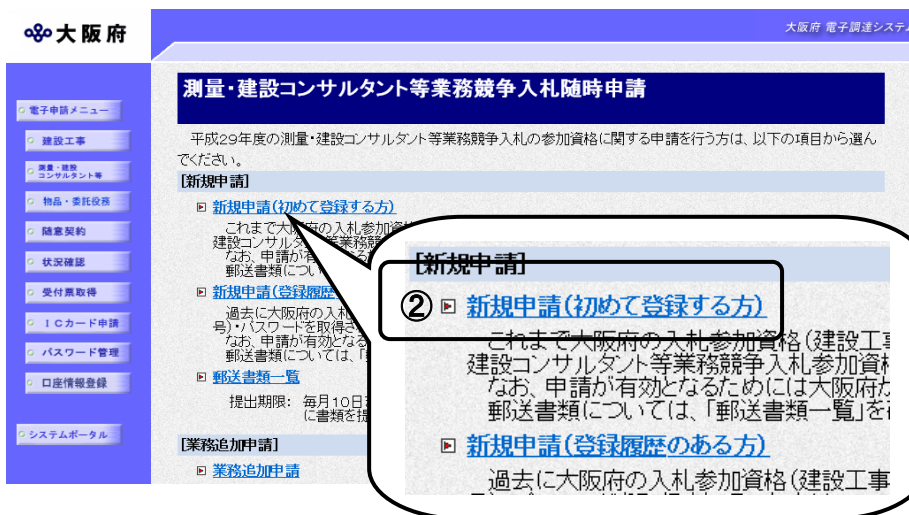 大阪府
大阪府 電子調達システム
電子申請メニュー
建設工事
測量・建設
コンサルタント等
物品・委託役務
随意契約
状況確認
受付票取得
ICカード申請
パスワード管理
口座情報登録
システムポータル
測量・建設コンサルタント等業務競争入札随時申請
平成29年度の測量・建設コンサルタント等業務競争入札の参加資格に関する申請を行う方は、以下の項目から選ん
でください。
[新規申請]
新規申請(初めて登録する方)
これまで大阪府の入札参加資
建設コンサルタント等業務競
なお、申請が有
郵送書類につい
新規申請(登録履歴
過去に大阪府の入札
号)・パスワードを取得さ
なお、申請が有効となる
郵送書類については、「
郵送書類一覧
提出期限: 毎月10日
に書類を提
[業務追加申請]
業務追加申請
[新規申請]
② 新規申請(初めて登録する方)
これまで大阪府の入札参加資格(建設工事
建設コンサルタント等業務競争入札参加資格
なお、申請が有効となるためには大阪府が
郵送書類については、「郵送書類一覧」を
新規申請(登録履歴のある方)
過去に大阪府の入札参加資格(建設工事